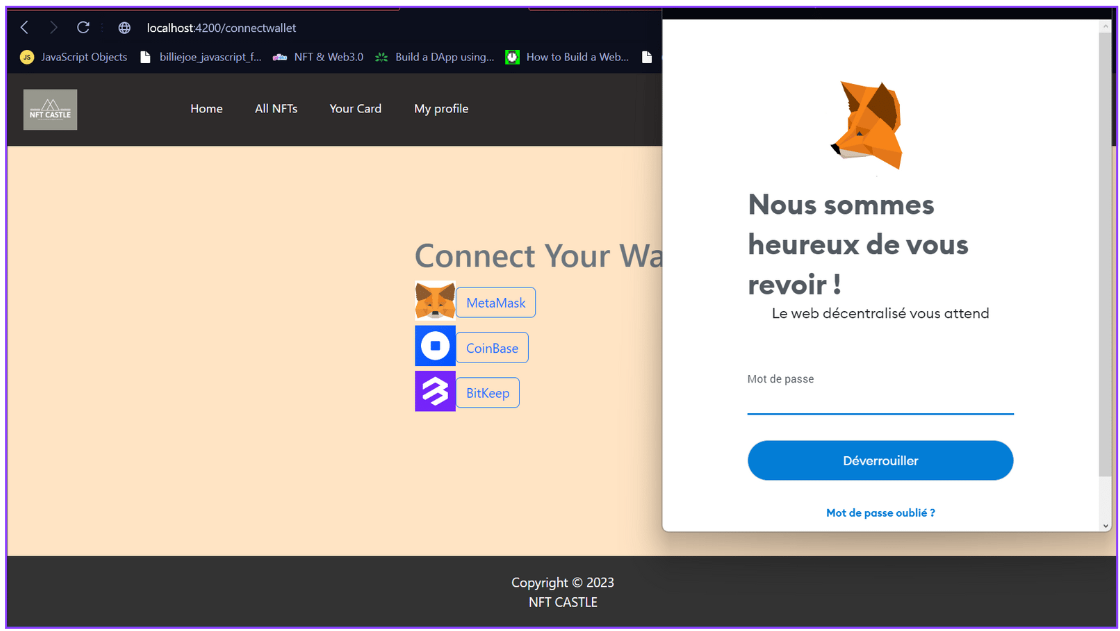 localhost:4200/connectwallet
JS JavaScript Objects billiejoe_javascript_f... NFT & Web3.0 Build a DApp using... How to Build a Web...
NFT CASTLE
Home All NFTs Your Card My profile
Connect Your Wa
MetaMask
CoinBase
BitKeep
Nous sommes
heureux de vous
revoir !
Le web décentralisé vous attend
Mot de passe
Déverrouiller
Mot de passe oublié ?
Copyright © 2023
NFT CASTLE